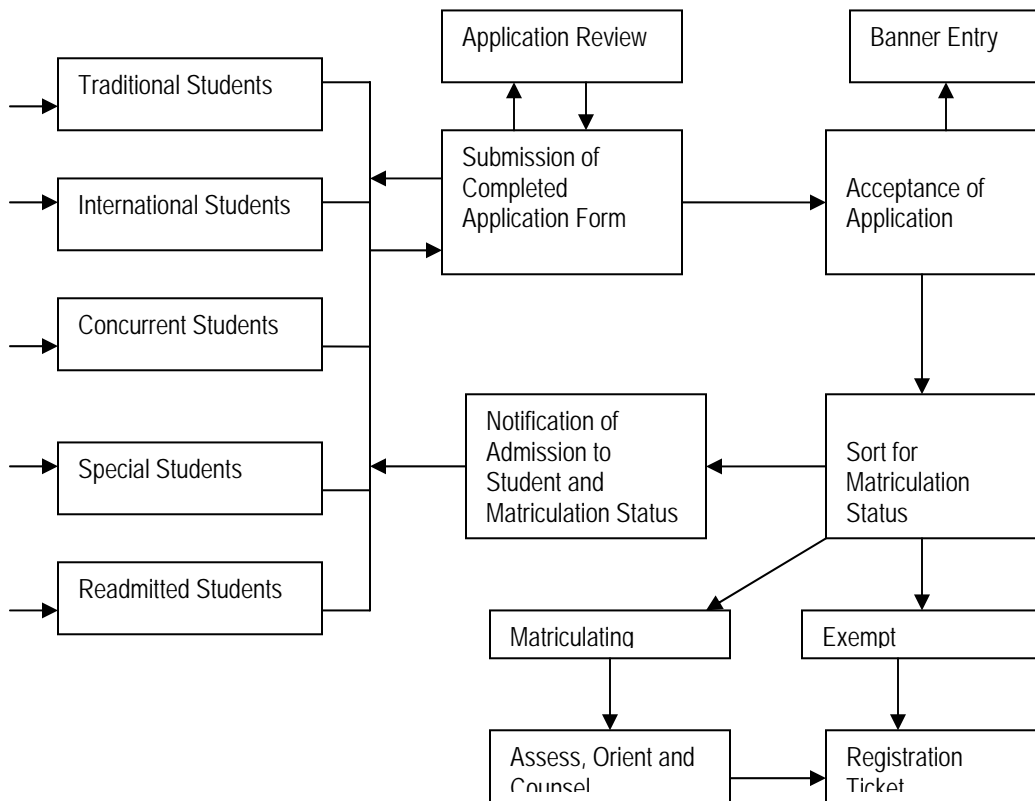 Application Review
Banner Entry
Traditional Students
Submission of
Completed
Application Form
Acceptance of
Application
International Students
Concurrent Students
Notification of
Admission to
Student and
Matriculation Status
Sort for
Matriculation
Status
Special Students
Readmitted Students
Matriculating
Exempt
Assess, Orient and
Counsel
Registration
Ticket